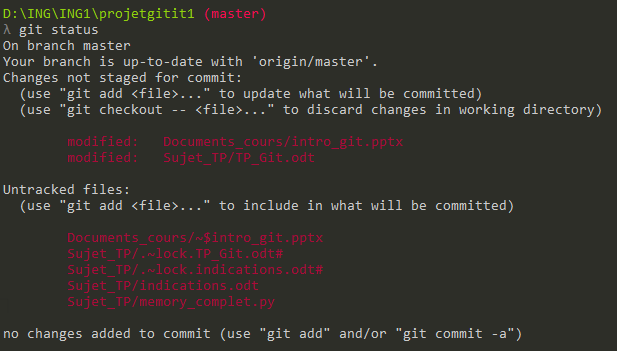 D:\ING\ING1\projetgitit1 (master)
λ git status
On branch master
Your branch is up-to-date with 'origin/master'.
Changes not staged for commit:
  (use "git add <file>..." to update what will be committed)
  (use "git checkout -- <file>..." to discard changes in working directory)

        modified:   Documents_cours/intro_git.pptx
        modified:   Sujet_TP/TP_Git.odt

Untracked files:
  (use "git add <file>..." to include in what will be committed)

        Documents_cours/~$intro_git.pptx
        Sujet_TP/.~lock.TP_Git.odt#
        Sujet_TP/.~lock.Indications.odt#
        Sujet_TP/indications.odt
        Sujet_TP/memory_complet.py

no changes added to commit (use "git add" and/or "git commit -a")